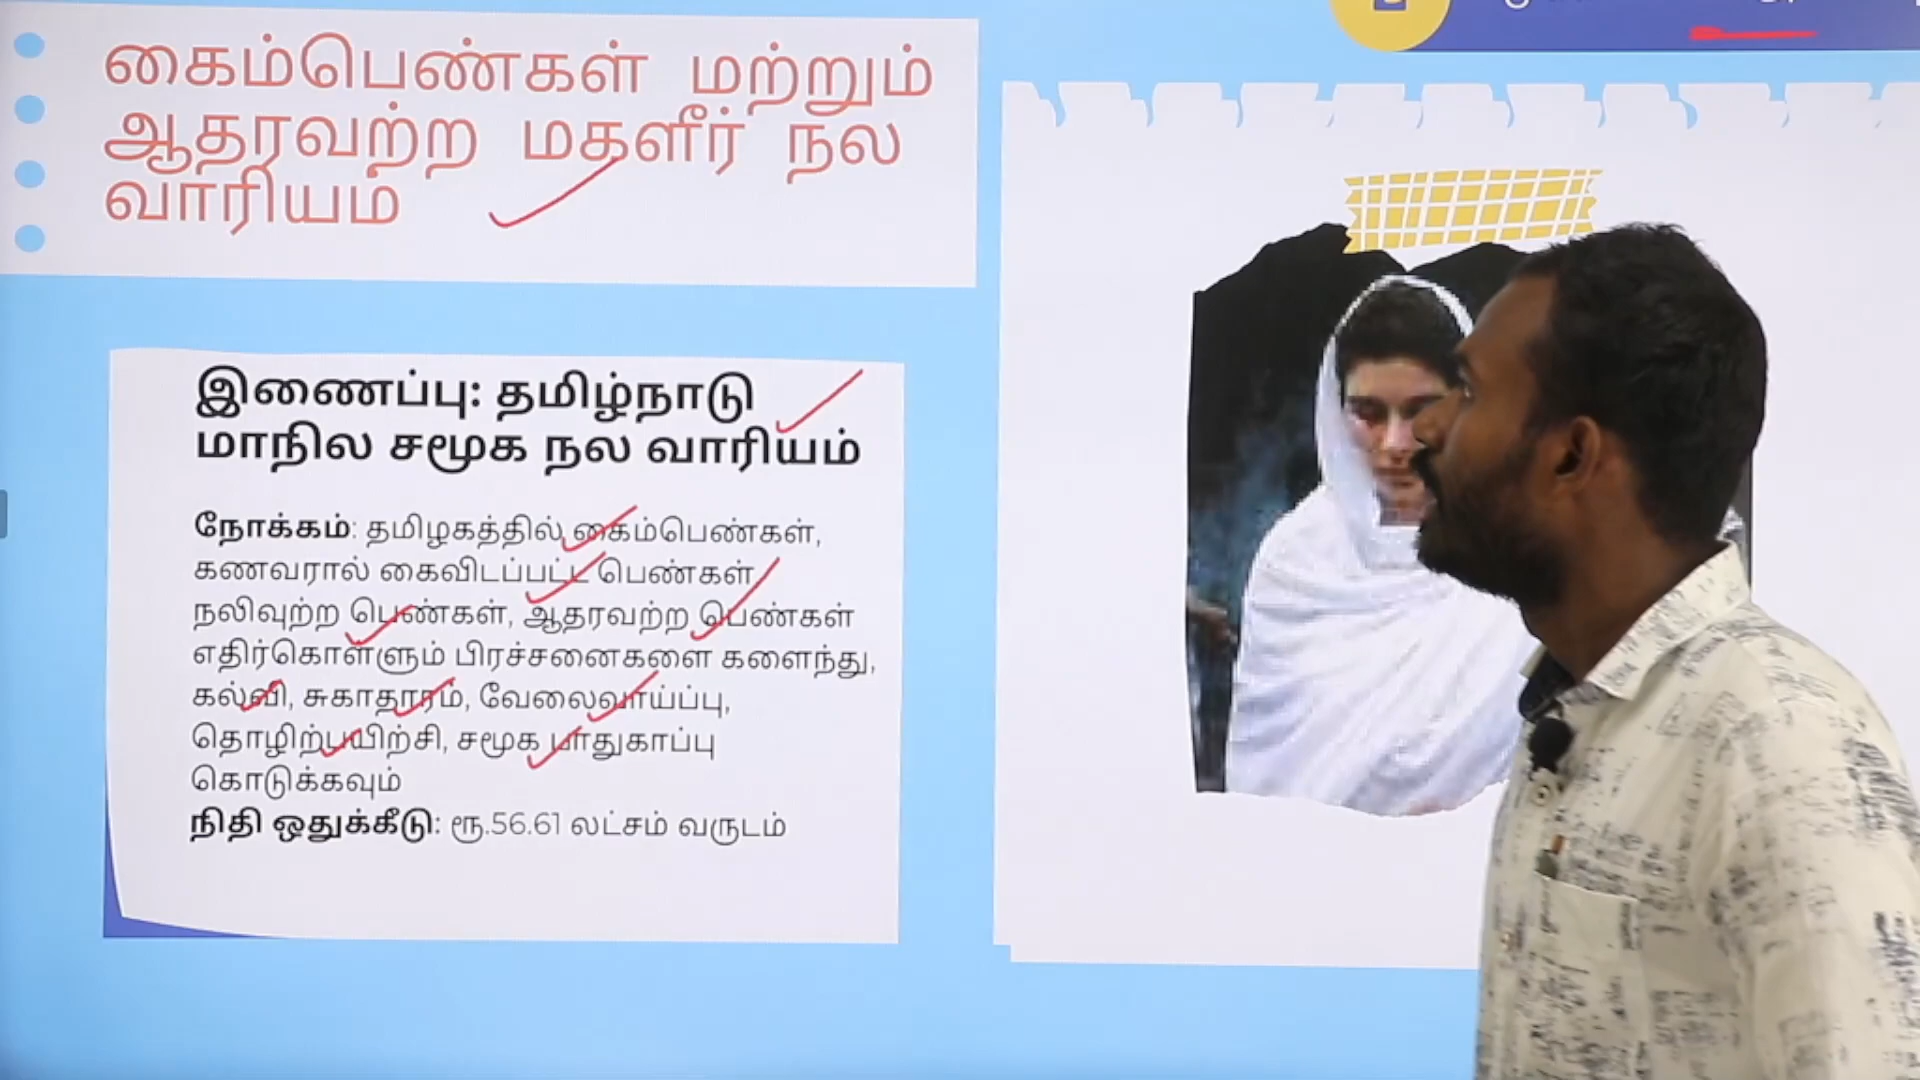 கைம்பெண்கள் மற்றும்
ஆதரவற்ற மகளீர் நல
வாரியம்
இணைப்பு: தமிழ்நாடு
மாநில சமூக நல வாரியம்
நோக்கம்: தமிழகத்தில் கைம்பெண்கள்,
கணவரால் கைவிடப்பட்ட பெண்கள்,
நலிவுற்ற பெண்கள், ஆதரவற்ற பெண்கள்
எதிர்கொள்ளும் பிரச்சனைகளை களைந்து,
கல்வி, சுகாதாரம், வேலைவாய்ப்பு,
தொழிற்பயிற்சி, சமூக பாதுகாப்பு
கொடுக்கவும்
நிதி ஒதுக்கீடு: ரூ.56.61 லட்சம் வருடம்